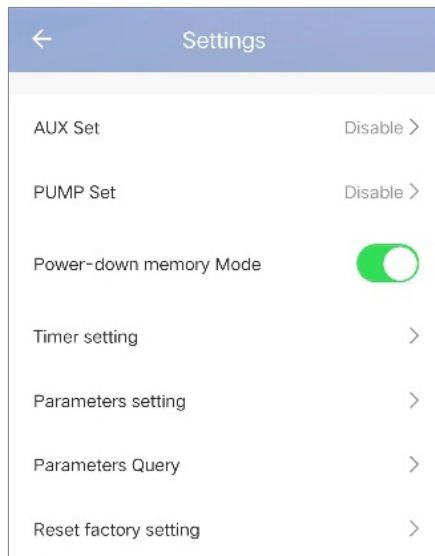 Settings
AUX Set Disable
PUMP Set Disable
Power-down memory Mode
Timer setting
Parameters setting
Parameters Query
Reset factory setting